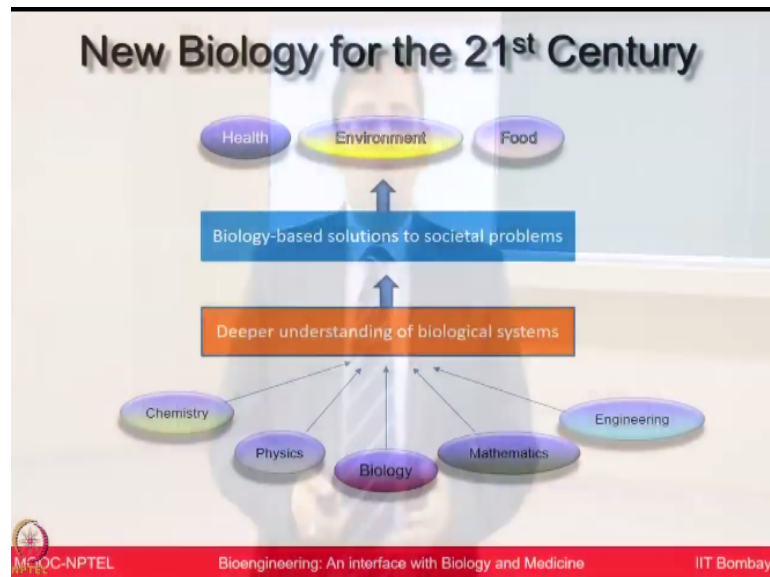 New Biology for the 21st Century
Health Environment Food
Biology-based solutions to societal problems
Deeper understanding of biological systems
Chemistry
Engineering
Physics
Mathematics
Biology
NPTEL
MOOC-NPTEL Bioengineering: An interface with Biology and Medicine IIT Bombay